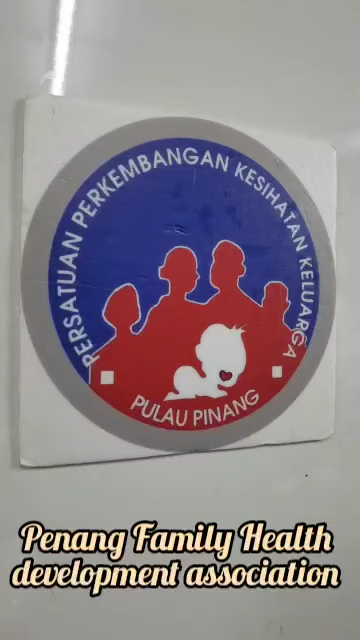 PERSATUAN PERKEMBANGAN KESIHATAN KELUARGA
PULAU PINANG
Penang Family Health
development association